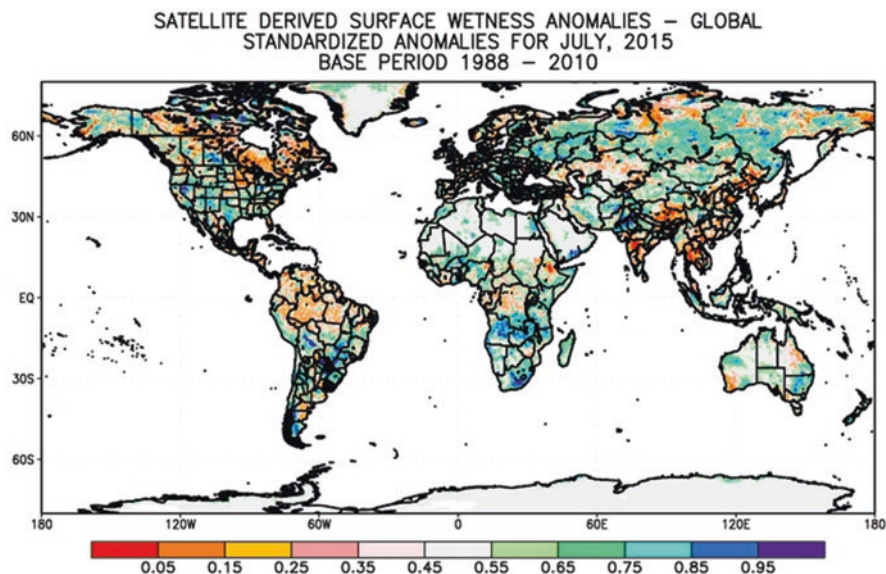 SATELLITE DERIVED SURFACE WETNESS ANOMALIES – GLOBAL
STANDARDIZED ANOMALIES FOR JULY, 2015
BASE PERIOD 1988 – 2010
60N
30N
EQ
30S
60S
180 120W 60W 0 60E 120E 180
0.05 0.15 0.25 0.35 0.45 0.55 0.65 0.75 0.85 0.95